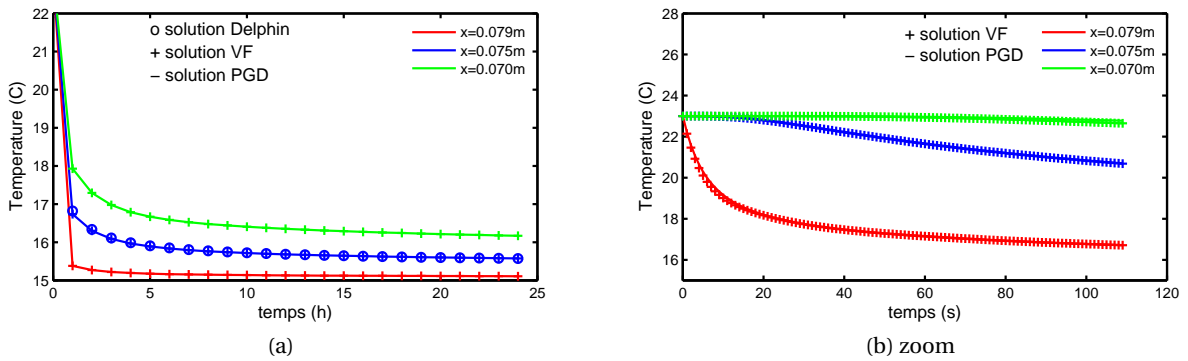 22
21
20
19
18
17
16
15
Temperature (C)
0 5 10 15 20 25
temps (h)
o solution Delphin
+ solution VF
– solution PGD
x=0.079m
x=0.075m
x=0.070m
(a)
28
26
24
22
20
18
16
Temperature (C)
0 20 40 60 80 100 120
temps (s)
+ solution VF
– solution PGD
x=0.079m
x=0.075m
x=0.070m
(b) zoom